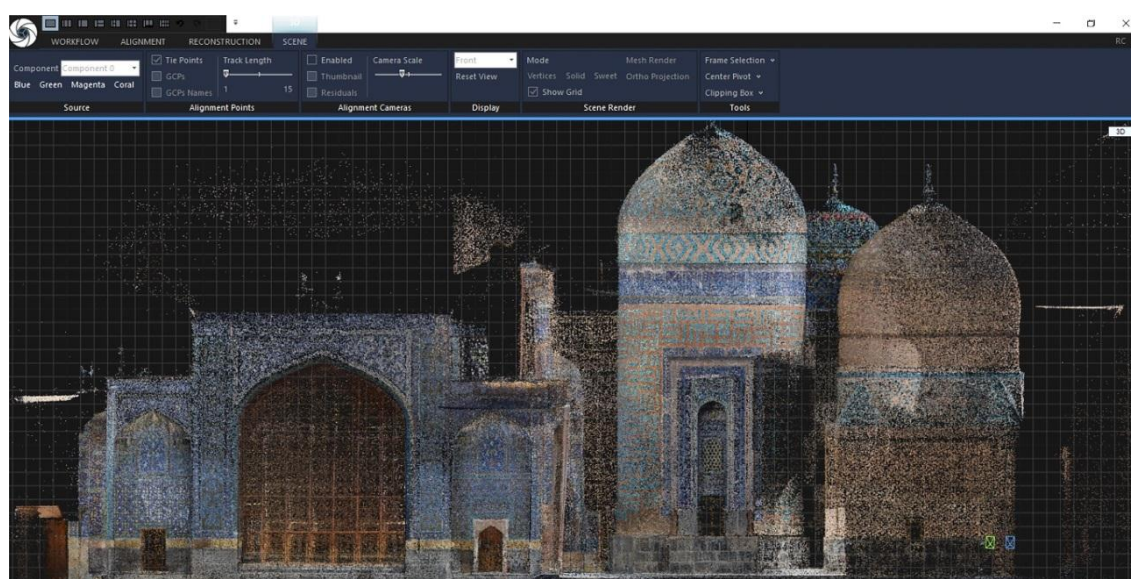 3D
WORKFLOW ALIGNMENT RECONSTRUCTION SCENE RC
Component Component 0
Blue Green Magenta Coral
Source
Tie Points Track Length
GCPs
GCPs Names 1 15
Alignment Points
Enabled Camera Scale
Thumbnail
Residuals
Alignment Cameras
Front
Reset View
Display
Mode Mesh Render
Vertices Solid Sweet Ortho Projection
Show Grid
Scene Render
Frame Selection
Center Pivot
Clipping Box
Tools
3D